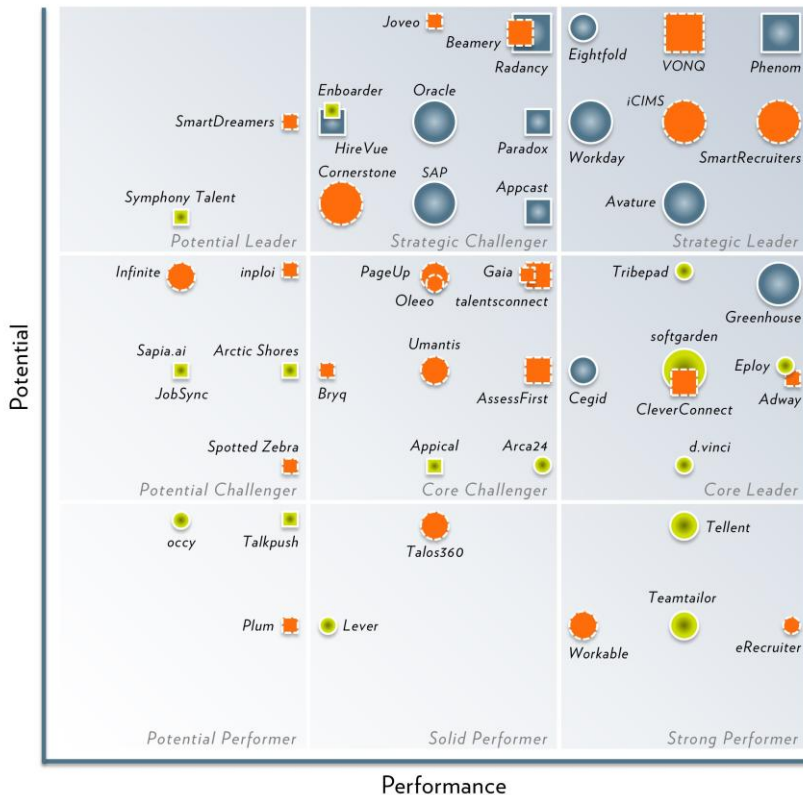 Joveo
Beamery
Radancy
Eightfold
VONQ
Phenom
Enboarder
Oracle
iCIMS
SmartDreamers
HireVue
Paradox
Workday
SmartRecruiters
Cornerstone
SAP
Symphony Talent
Appcast
Avature
Potential Leader
Strategic Challenger
Strategic Leader
Infinite
inploi
PageUp
Gaia
Tribepad
Oleeo
talentsconnect
Greenhouse
Sapia.ai
Arctic Shores
Umantis
softgarden
Eploy
JobSync
Bryq
AssessFirst
Cegid
CleverConnect
Adway
Spotted Zebra
Appical
Arca24
d.vinci
Potential Challenger
Core Challenger
Core Leader
occy
Talkpush
Talos360
Tellent
Plum
Lever
Teamtailor
Workable
eRecruiter
Potential Performer
Solid Performer
Strong Performer
Potential
Performance